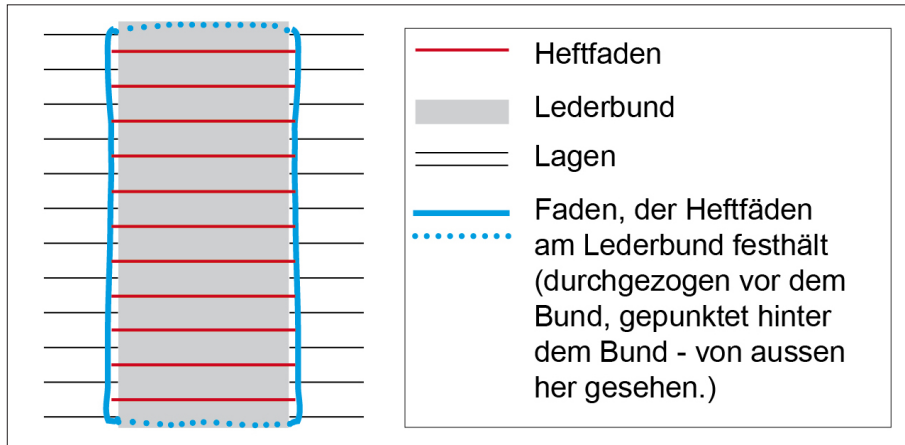 Heftfaden
Lederbund
Lagen
Faden, der Heftfäden
am Lederbund festhält
(durchgezogen vor dem
Bund, gepunktet hinter
dem Bund - von aussen
her gesehen.)